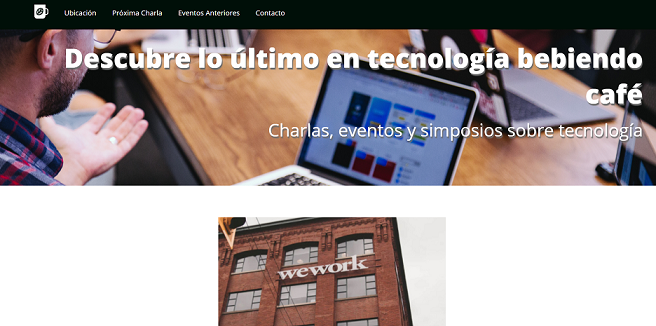 Ubicación Próxima Charla Eventos Anteriores Contacto
Descubre lo último en tecnología bebiendo
café
Charlas, eventos y simposios sobre tecnología
wework